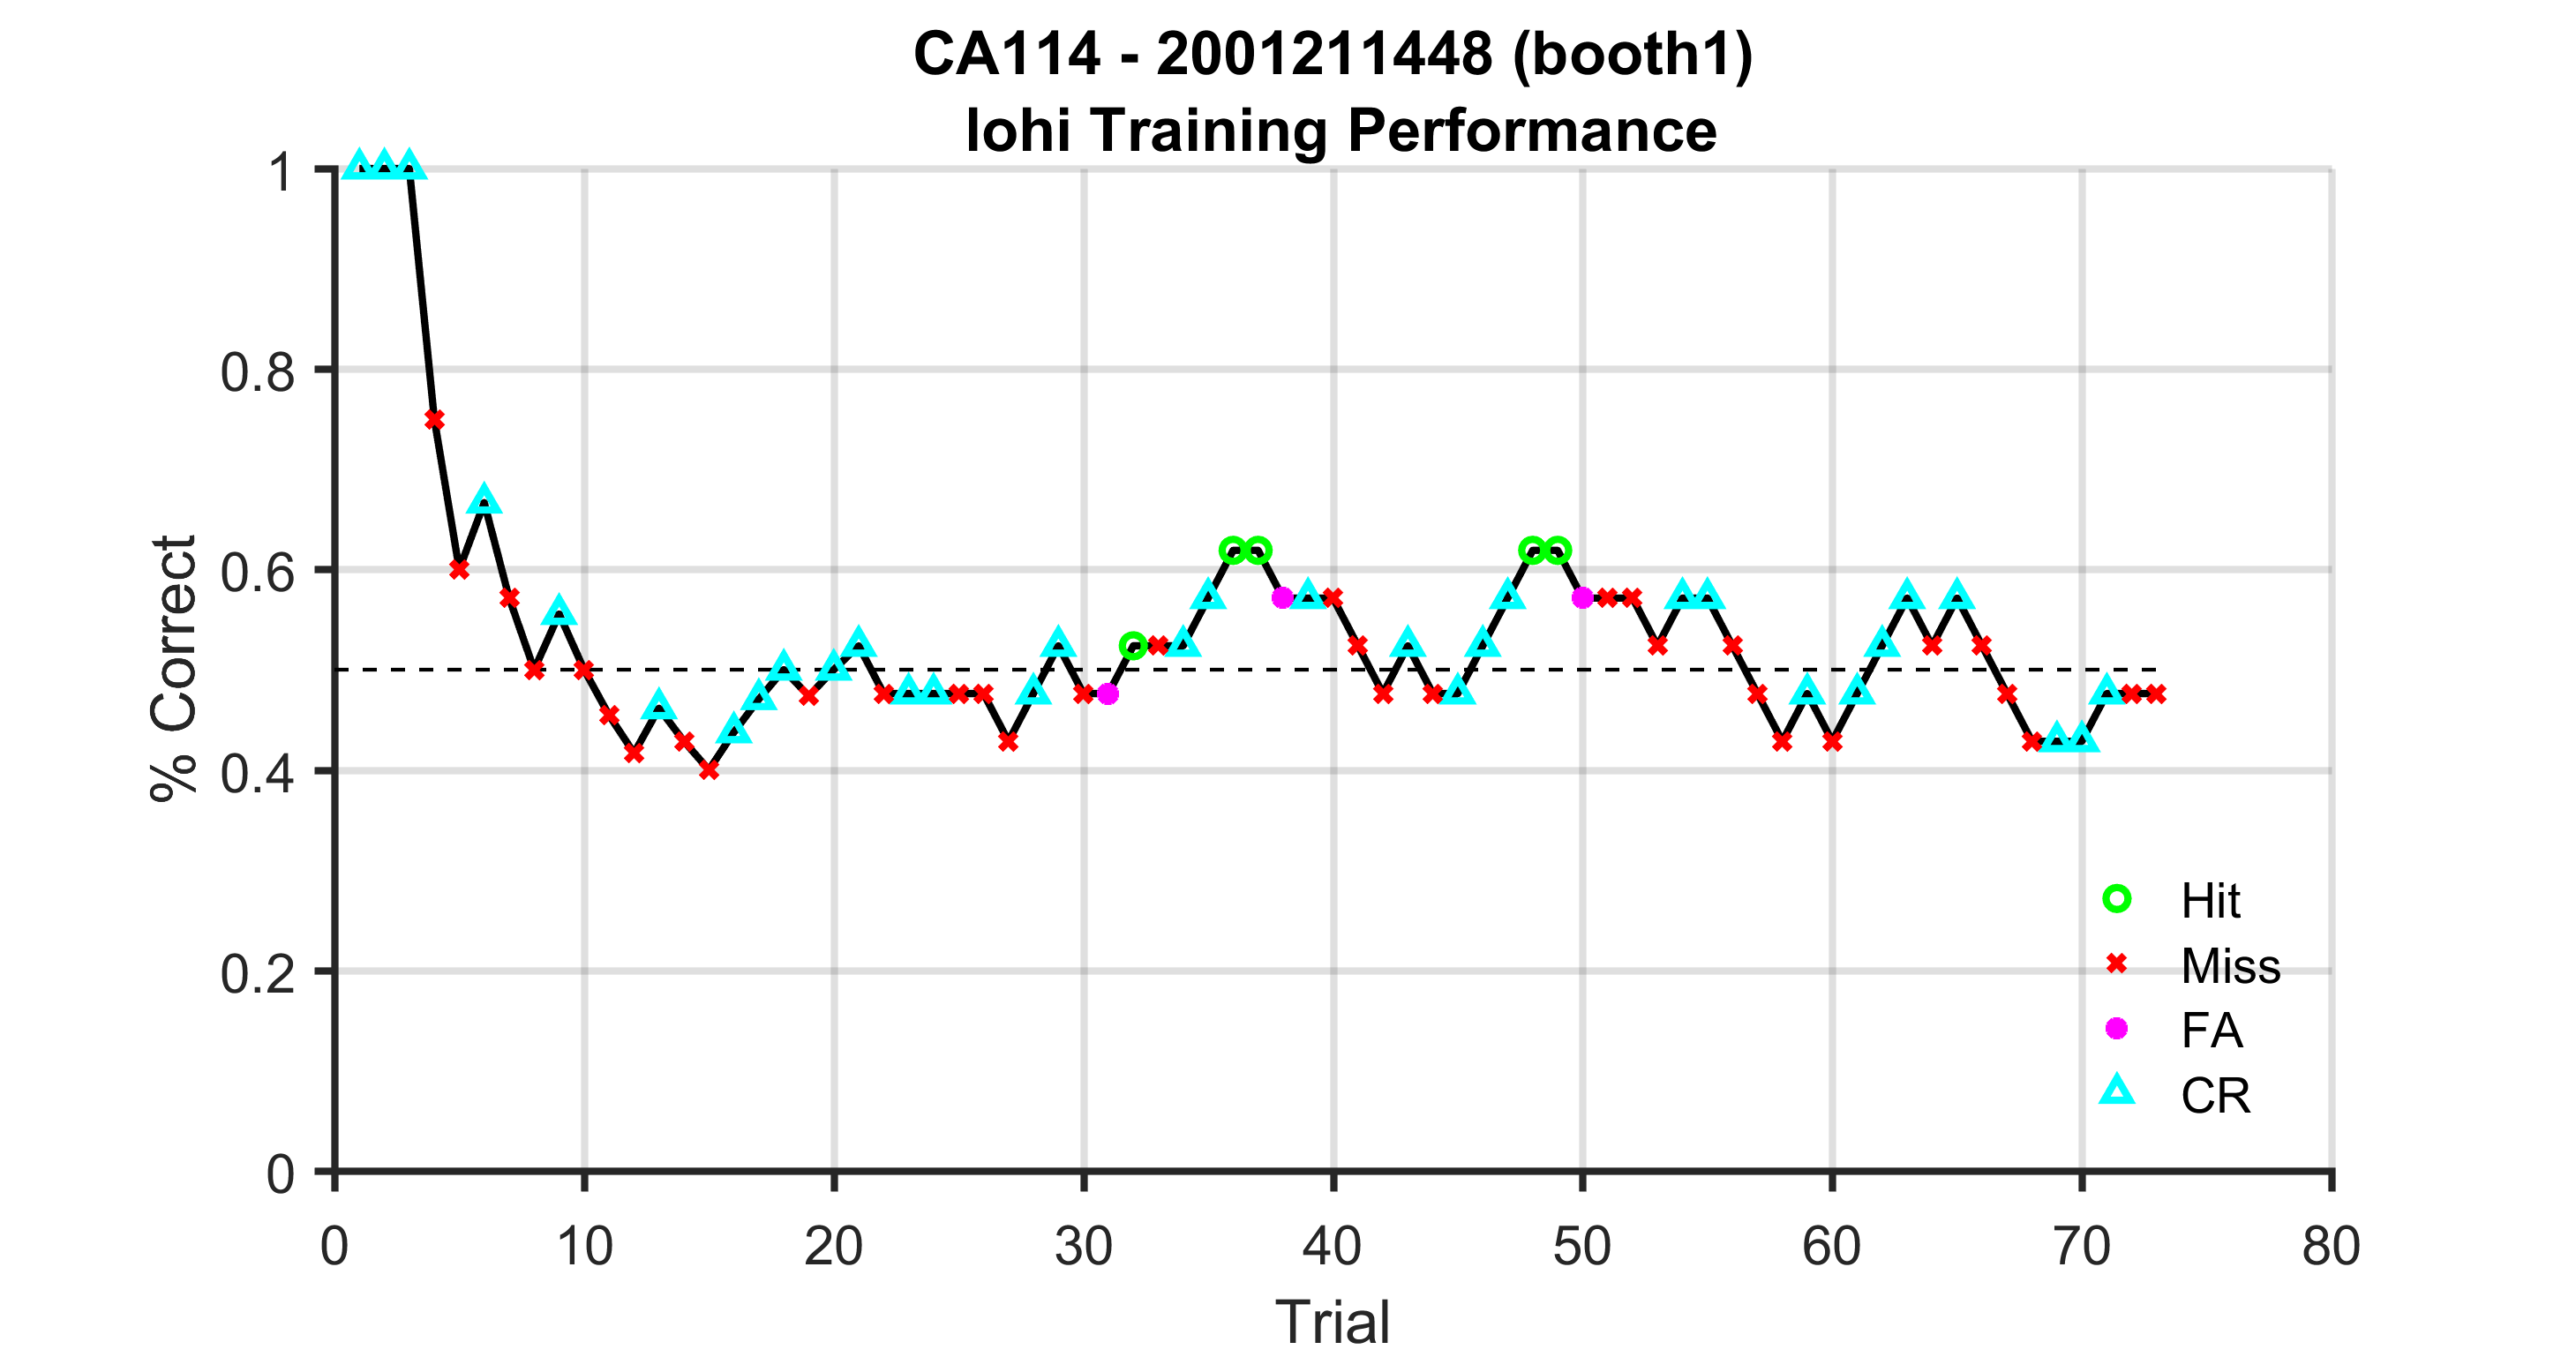 CA114 - 2001211448 (booth1)
lohi Training Performance
% Correct
1
0.8
0.6
0.4
0.2
0
0 10 20 30 40 50 60 70 80
Trial
Hit
Miss
FA
CR